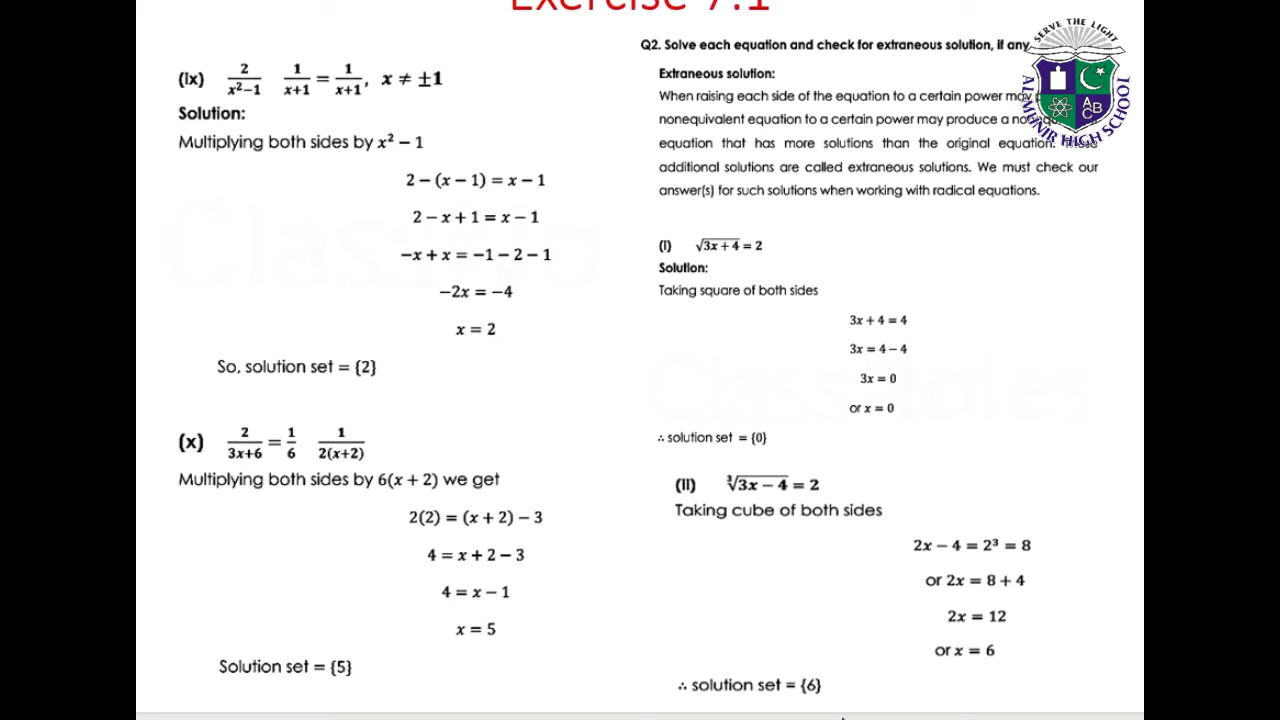 Exercise 7.1
(ix) 2/(x²−1) 1/(x+1) = 1/(x+1), x ≠ ±1
Solution:
Multiplying both sides by x² − 1
2 − (x − 1) = x − 1
2 − x + 1 = x − 1
−x + x = −1 − 2 − 1
−2x = −4
x = 2
So, solution set = {2}
(x) 2/(3x+6) = 1/6 1/(2(x+2))
Multiplying both sides by 6(x + 2) we get
2(2) = (x + 2) − 3
4 = x + 2 − 3
4 = x − 1
x = 5
Solution set = {5}
Q2. Solve each equation and check for extraneous solution, if any
Extraneous solution:
When raising each side of the equation to a certain power may
nonequivalent equation to a certain power may produce a
equation that has more solutions than the original equation.
additional solutions are called extraneous solutions. We must check our
answer(s) for such solutions when working with radical equations.
(i) √(3x + 4) = 2
Solution:
Taking square of both sides
3x + 4 = 4
3x = 4 − 4
3x = 0
or x = 0
∴ solution set = {0}
(ii) ∛(3x − 4) = 2
Taking cube of both sides
2x − 4 = 2³ = 8
or 2x = 8 + 4
2x = 12
or x = 6
∴ solution set = {6}
SERVE THE LIGHT
AL MUNIR HIGH SCHOOL
AB
C